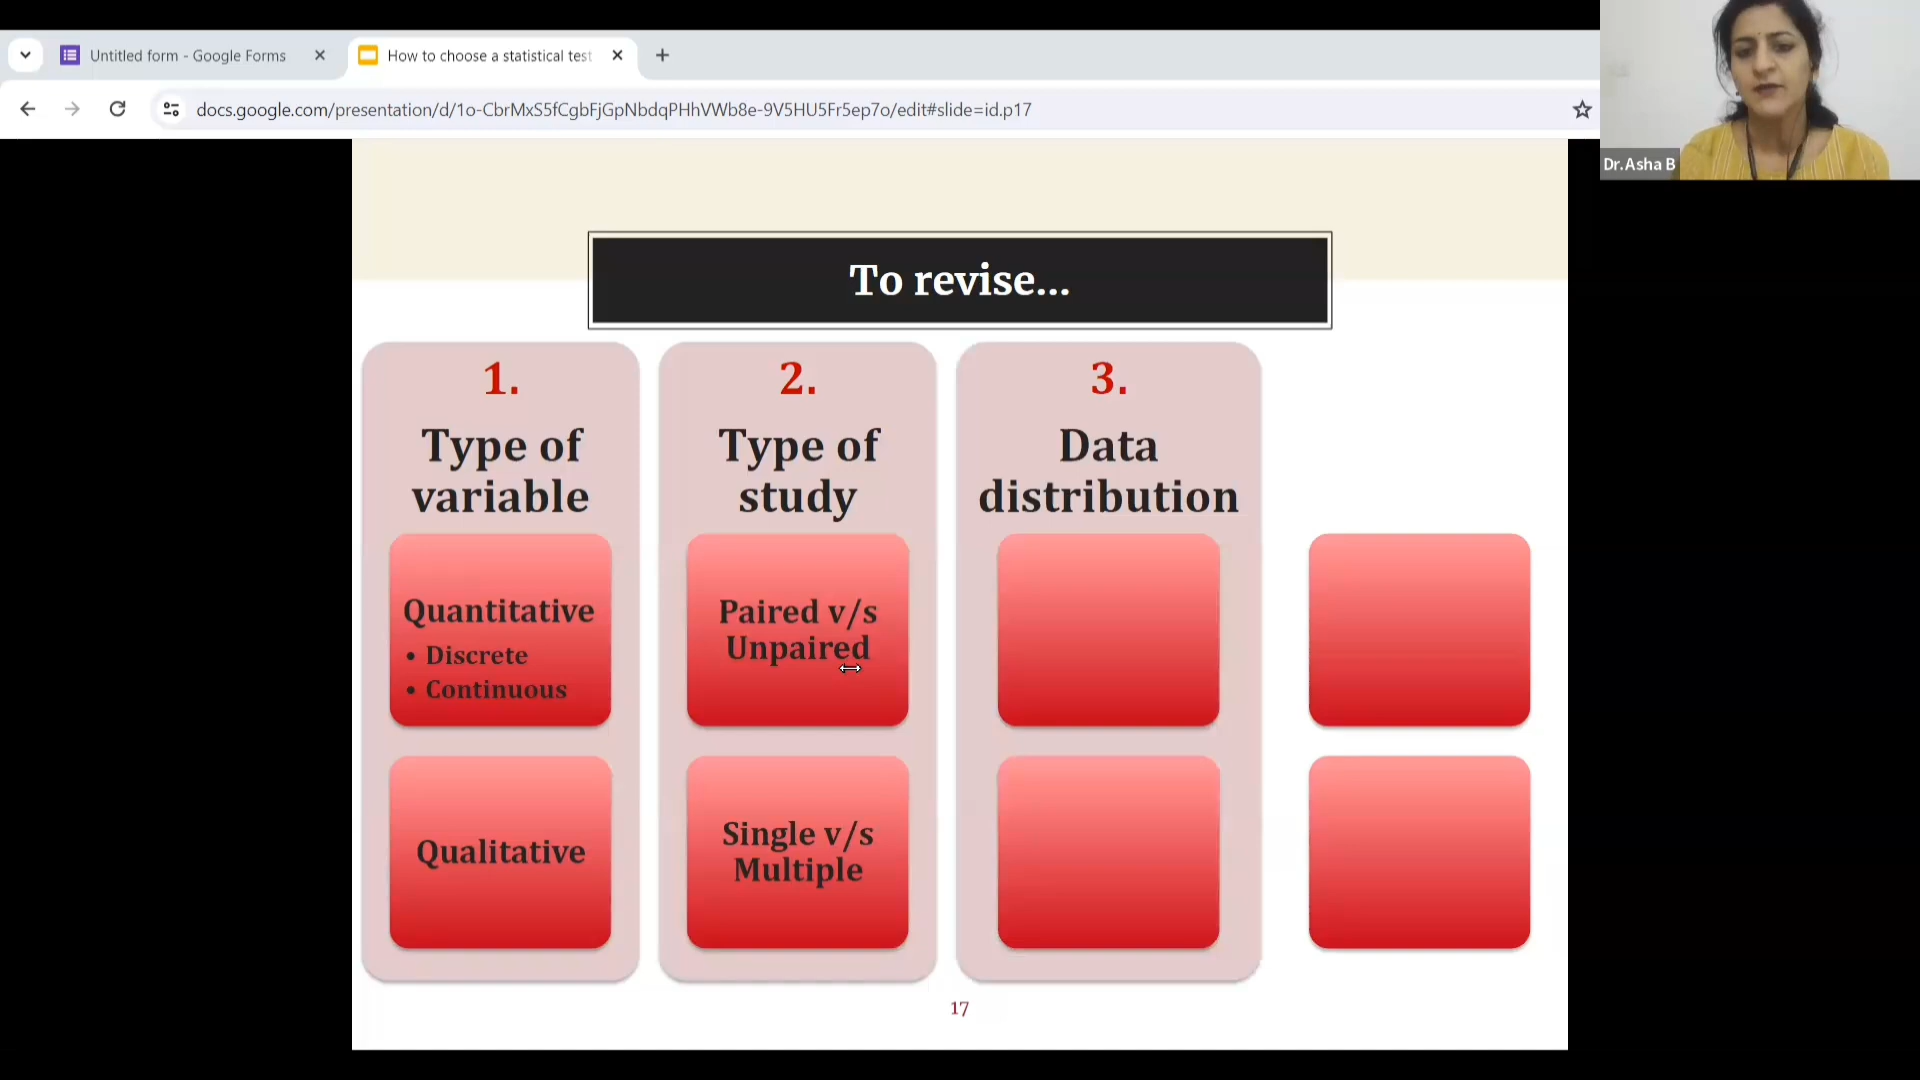 Untitled form - Google Forms
How to choose a statistical test
docs.google.com/presentation/d/1o-CbrMxS5fCgbFjGpNbdqPHhVWb8e-9V5HU5Fr5ep7o/edit#slide=id.p17
Dr.Asha B
To revise...
1.
Type of
variable
Quantitative
• Discrete
• Continuous
Qualitative
2.
Type of
study
Paired v/s
Unpaired
Single v/s
Multiple
3.
Data
distribution
17